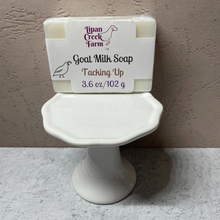 Lipan
Creek
Farm
Goat Milk Soap
Tacking Up
3.6 oz/102 g